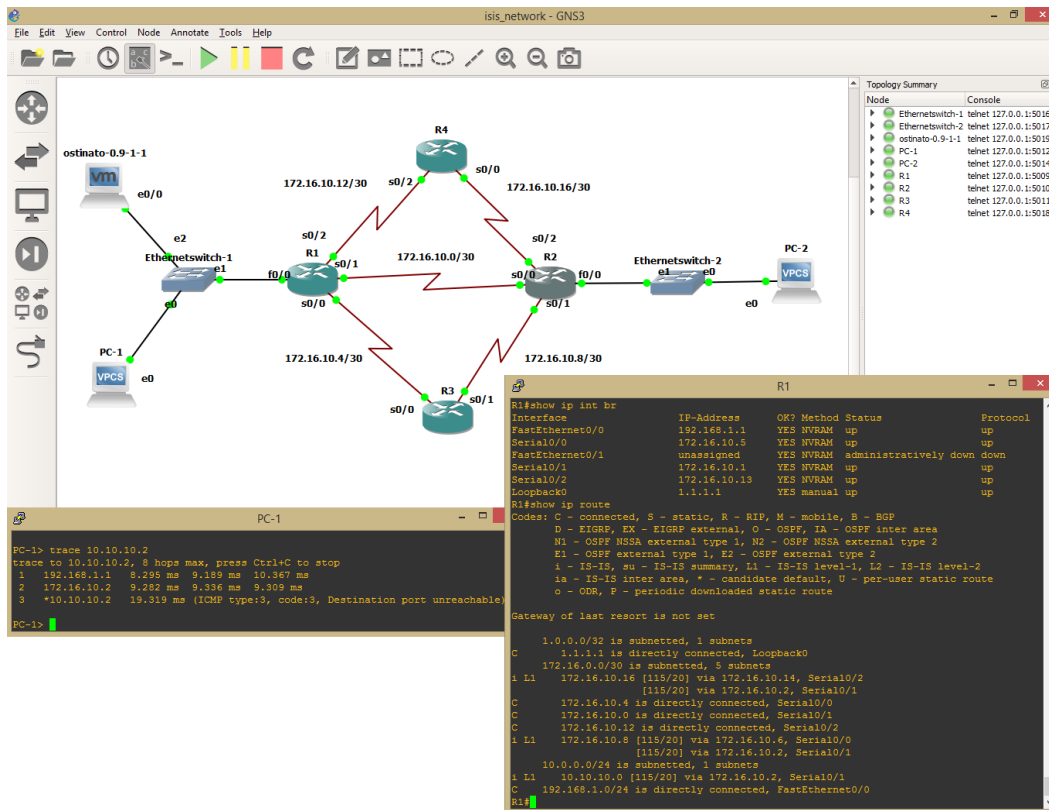 isis_network - GNS3
File Edit View Control Node Annotate Tools Help
Topology Summary
Node Console
Ethernetswitch-1 telnet 127.0.0.1:5016
Ethernetswitch-2 telnet 127.0.0.1:5017
ostinato-0.9-1-1 telnet 127.0.0.1:5019
PC-1 telnet 127.0.0.1:5012
PC-2 telnet 127.0.0.1:5014
R1 telnet 127.0.0.1:5009
R2 telnet 127.0.0.1:5010
R3 telnet 127.0.0.1:5011
R4 telnet 127.0.0.1:5018
R4
ostinato-0.9-1-1
vm
e0/0
172.16.10.12/30
s0/2
s0/0
172.16.10.16/30
e2
s0/2
s0/2
Ethernetswitch-1
e1
f0/0
R1
s0/1
172.16.10.0/30
R2
s0/0
f0/0
Ethernetswitch-2
e1
e0
PC-2
VPCS
e0
e0
s0/0
s0/1
PC-1
VPCS
e0
172.16.10.4/30
172.16.10.8/30
R3
s0/0
s0/1
PC-1
PC-1> trace 10.10.10.2
trace to 10.10.10.2, 8 hops max, press Ctrl+C to stop
1 192.168.1.1 8.295 ms 9.189 ms 10.367 ms
2 172.16.10.2 9.282 ms 9.336 ms 9.309 ms
3 *10.10.10.2 19.319 ms (ICMP type:3, code:3, Destination port unreachable)
PC-1>
R1
R1#show ip int br
Interface IP-Address OK? Method Status Protocol
FastEthernet0/0 192.168.1.1 YES NVRAM up up
Serial0/0 172.16.10.5 YES NVRAM up up
FastEthernet0/1 unassigned YES NVRAM administratively down down
Serial0/1 172.16.10.1 YES NVRAM up up
Serial0/2 172.16.10.13 YES NVRAM up up
Loopback0 1.1.1.1 YES manual up up
R1#show ip route
Codes: C - connected, S - static, R - RIP, M - mobile, B - BGP
D - EIGRP, EX - EIGRP external, O - OSPF, IA - OSPF inter area
N1 - OSPF NSSA external type 1, N2 - OSPF NSSA external type 2
E1 - OSPF external type 1, E2 - OSPF external type 2
i - IS-IS, su - IS-IS summary, L1 - IS-IS level-1, L2 - IS-IS level-2
ia - IS-IS inter area, * - candidate default, U - per-user static route
o - ODR, P - periodic downloaded static route
Gateway of last resort is not set
1.0.0.0/32 is subnetted, 1 subnets
C 1.1.1.1 is directly connected, Loopback0
172.16.0.0/30 is subnetted, 5 subnets
i L1 172.16.10.16 [115/20] via 172.16.10.14, Serial0/2
[115/20] via 172.16.10.2, Serial0/1
C 172.16.10.4 is directly connected, Serial0/0
C 172.16.10.0 is directly connected, Serial0/1
C 172.16.10.12 is directly connected, Serial0/2
i L1 172.16.10.8 [115/20] via 172.16.10.6, Serial0/0
[115/20] via 172.16.10.2, Serial0/1
10.0.0.0/24 is subnetted, 1 subnets
i L1 10.10.10.0 [115/20] via 172.16.10.2, Serial0/1
C 192.168.1.0/24 is directly connected, FastEthernet0/0
R1#